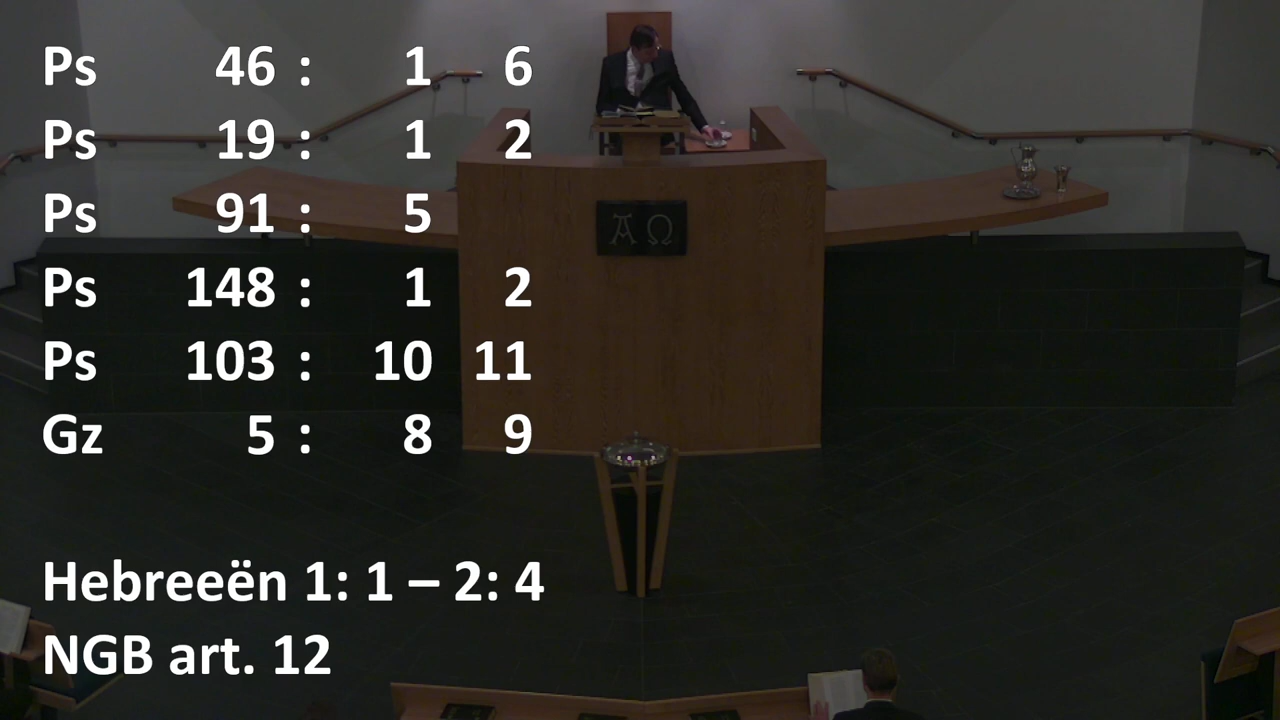 Ps 46 : 1 6
Ps 19 : 1 2
Ps 91 : 5
Ps 148 : 1 2
Ps 103 : 10 11
Gz 5 : 8 9
Hebreeën 1: 1 – 2: 4
NGB art. 12
Α Ω